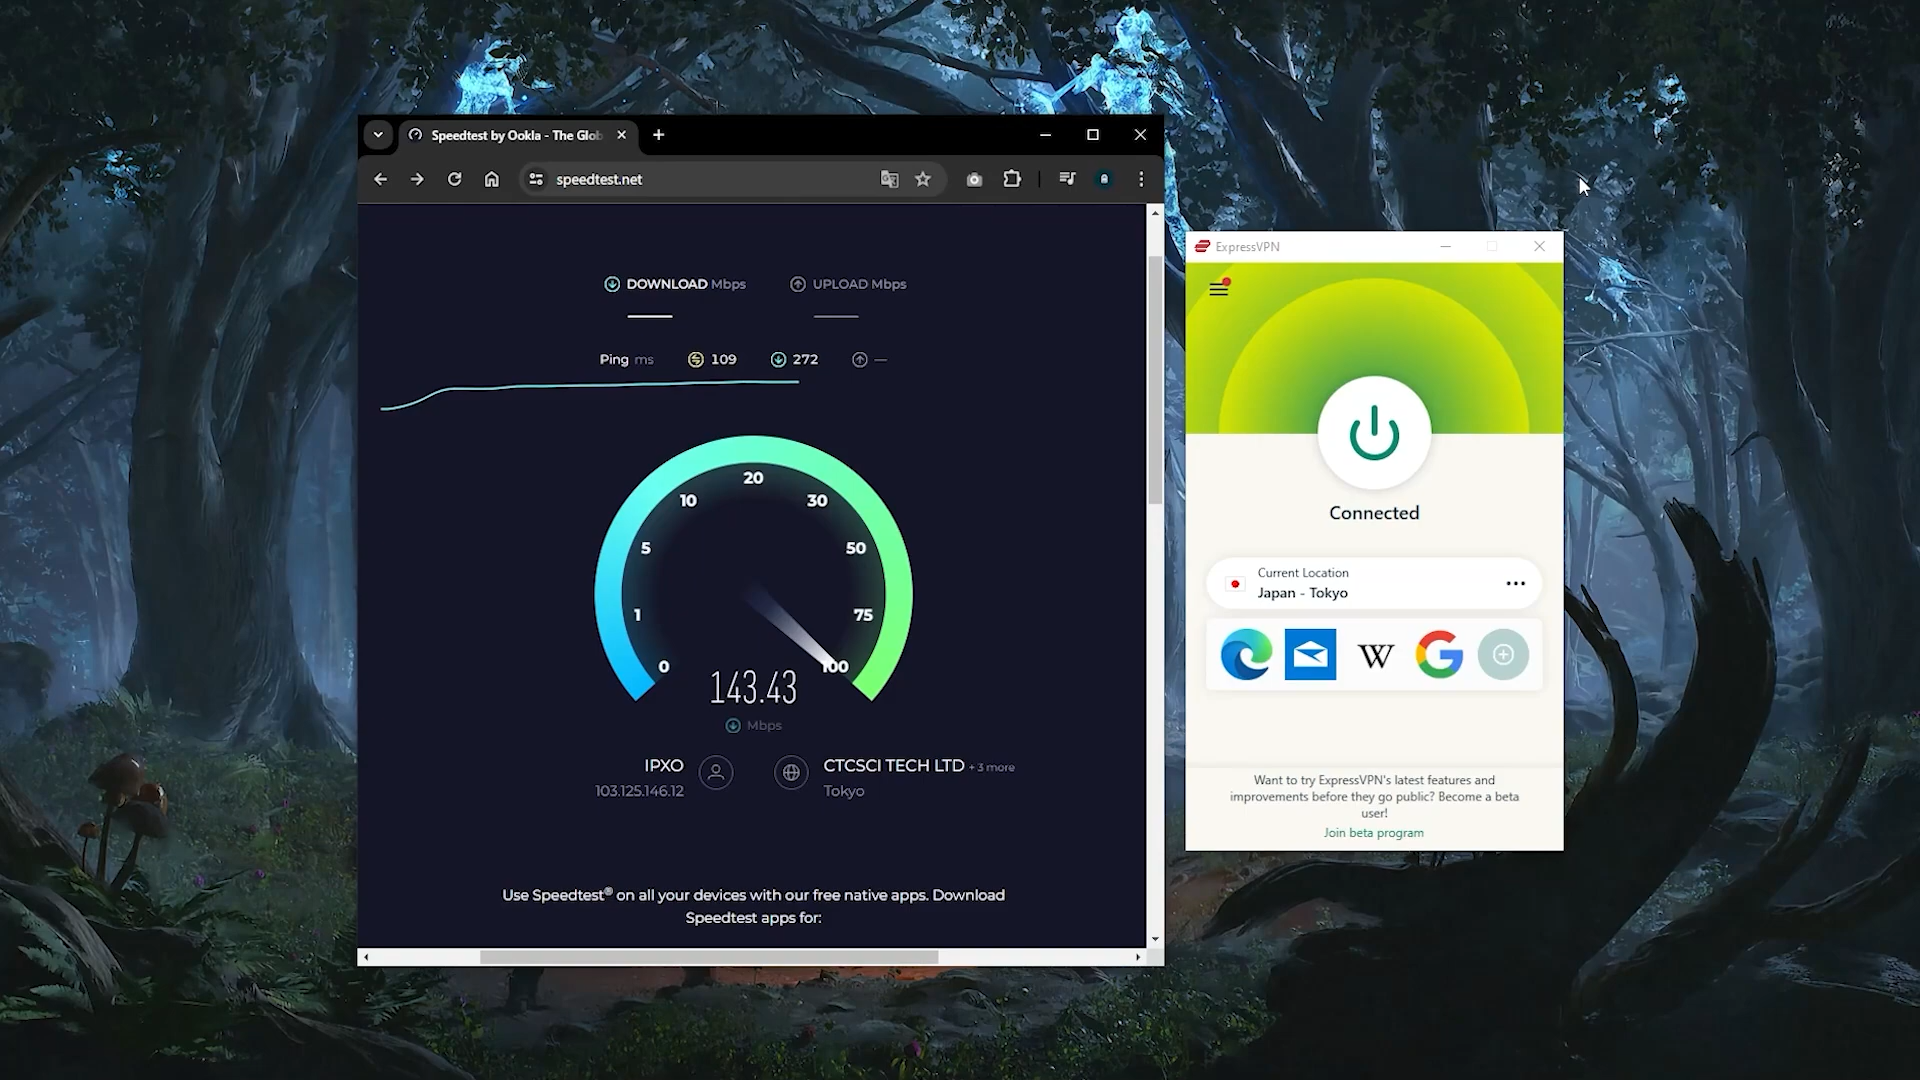 Speedtest by Ookla - The Glob
speedtest.net
DOWNLOAD Mbps
UPLOAD Mbps
Ping ms 109 272 —
0
1
5
10
20
30
50
75
100
143.43
Mbps
IPXO
103.125.146.12
CTCSCI TECH LTD + 3 more
Tokyo
Use Speedtest® on all your devices with our free native apps. Download
Speedtest apps for:
ExpressVPN
Connected
Current Location
Japan - Tokyo
W
G
Want to try ExpressVPN's latest features and
improvements before they go public? Become a beta
user!
Join beta program